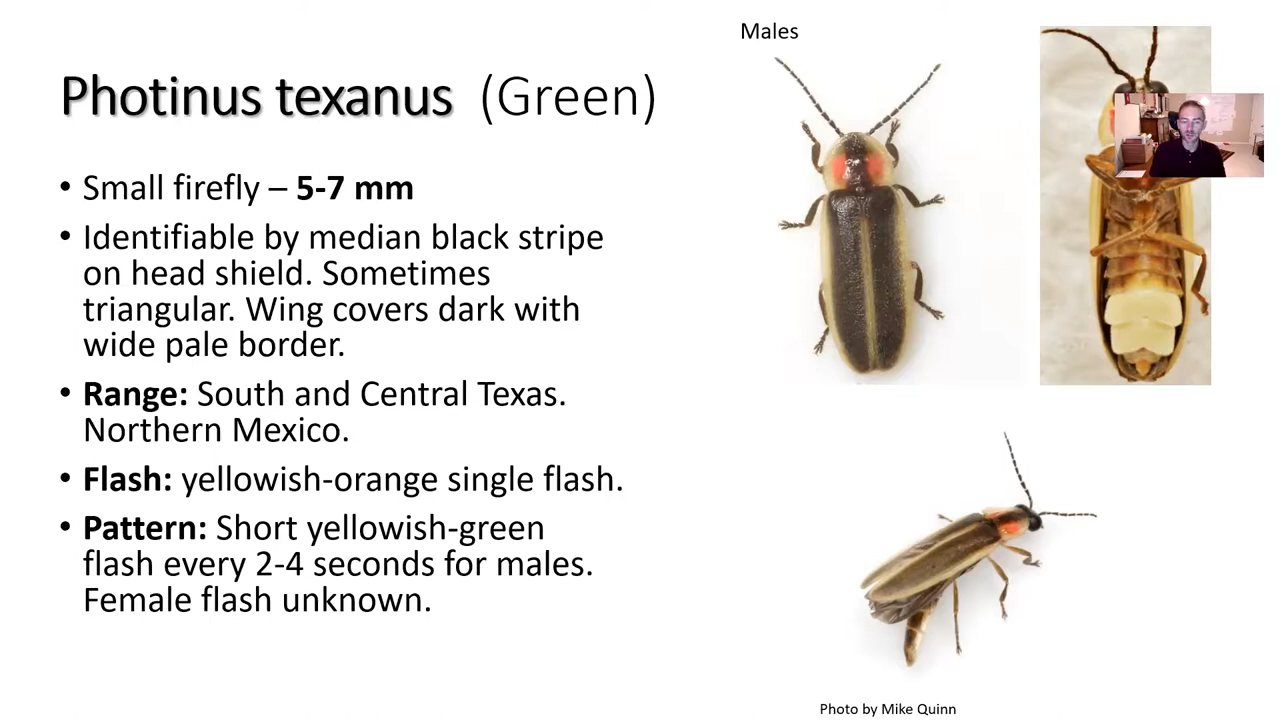 Males
Photinus texanus (Green)
• Small firefly – 5-7 mm
• Identifiable by median black stripe
on head shield. Sometimes
triangular. Wing covers dark with
wide pale border.
• Range: South and Central Texas.
Northern Mexico.
• Flash: yellowish-orange single flash.
• Pattern: Short yellowish-green
flash every 2-4 seconds for males.
Female flash unknown.
Photo by Mike Quinn